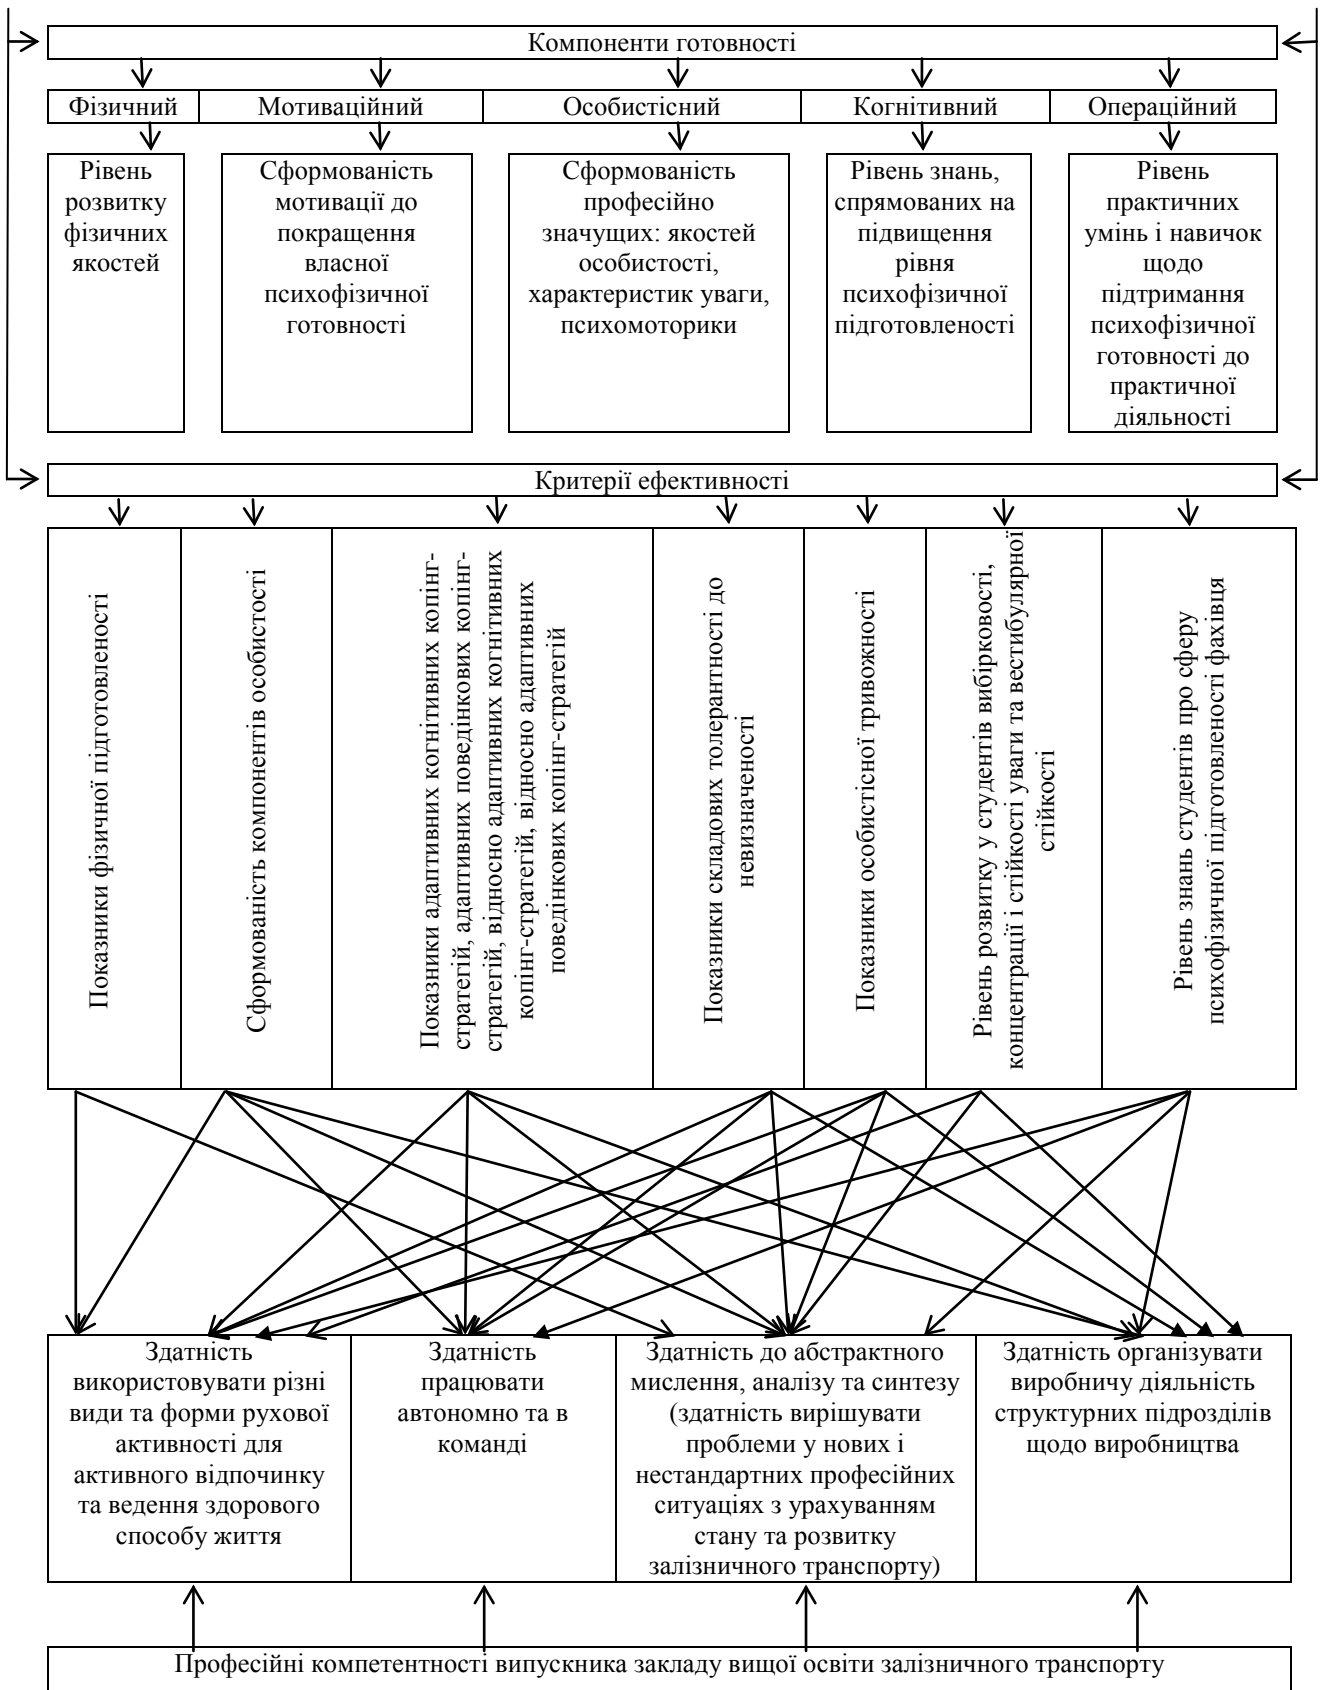 Компоненти готовності
Фізичний
Мотиваційний
Особистісний
Когнітивний
Операційний
Рівень
розвитку
фізичних
якостей
Сформованість
мотивації до
покращення
власної
психофізичної
готовності
Сформованість
професійно
значущих: якостей
особистості,
характеристик уваги,
психомоторики
Рівень знань,
спрямованих на
підвищення
рівня
психофізичної
підготовленості
Рівень
практичних
умінь і навичок
щодо
підтримання
психофізичної
готовності до
практичної
діяльності
Критерії ефективності
Показники фізичної підготовленості
Сформованість компонентів особистості
Показники адаптивних когнітивних копінг-
стратегій, адаптивних поведінкових копінг-
стратегій, відносно адаптивних когнітивних
копінг-стратегій, відносно адаптивних
поведінкових копінг-стратегій
Показники складових толерантності до
невизначеності
Показники особистісної тривожності
Рівень розвитку у студентів вибірковості,
концентрації і стійкості уваги та вестибулярної
стійкості
Рівень знань студентів про сферу
психофізичної підготовленості фахівця
Здатність
використовувати різні
види та форми рухової
активності для
активного відпочинку
та ведення здорового
способу життя
Здатність
працювати
автономно та в
команді
Здатність до абстрактного
мислення, аналізу та синтезу
(здатність вирішувати
проблеми у нових і
нестандартних професійних
ситуаціях з урахуванням
стану та розвитку
залізничного транспорту)
Здатність організувати
виробничу діяльність
структурних підрозділів
щодо виробництва
Професійні компетентності випускника закладу вищої освіти залізничного транспорту